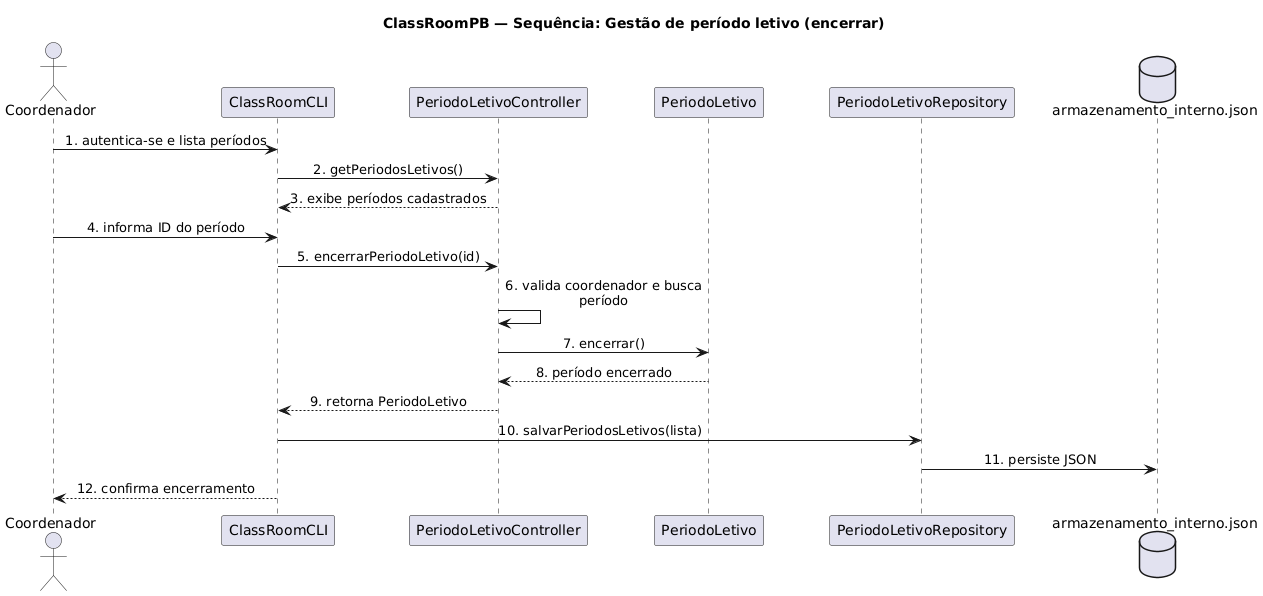 ClassRoomPB — Sequência: Gestão de período letivo (encerrar)
Coordenador
ClassRoomCLI
PeriodoLetivoController
PeriodoLetivo
PeriodoLetivoRepository
armazenamento_interno.json
1. autentica-se e lista períodos
2. getPeriodosLetivos()
3. exibe períodos cadastrados
4. informa ID do período
5. encerrarPeriodoLetivo(id)
6. valida coordenador e busca
período
7. encerrar()
8. período encerrado
9. retorna PeriodoLetivo
10. salvarPeriodosLetivos(lista)
11. persiste JSON
12. confirma encerramento
Coordenador
ClassRoomCLI
PeriodoLetivoController
PeriodoLetivo
PeriodoLetivoRepository
armazenamento_interno.json